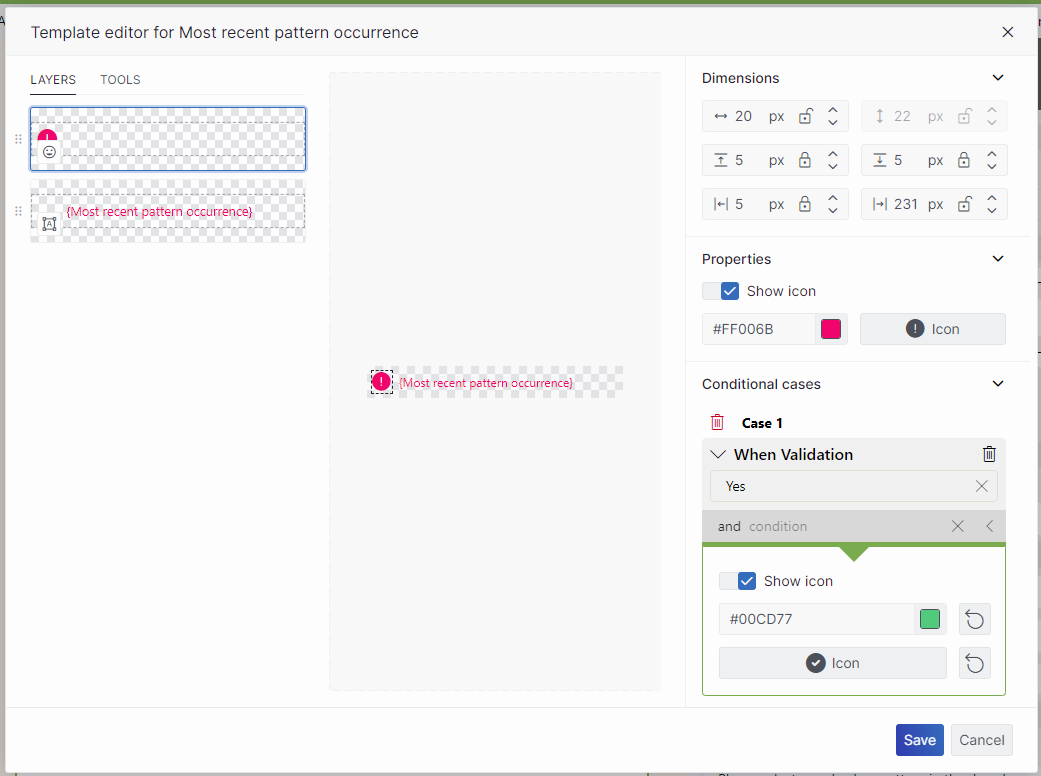 Template editor for Most recent pattern occurrence
LAYERS TOOLS
{Most recent pattern occurrence}
A
{Most recent pattern occurrence}
Dimensions
20 px
22 px
5 px
5 px
5 px
231 px
Properties
Show icon
#FF006B
Icon
Conditional cases
Case 1
When Validation
Yes
and condition
Show icon
#00CD77
Icon
Save Cancel